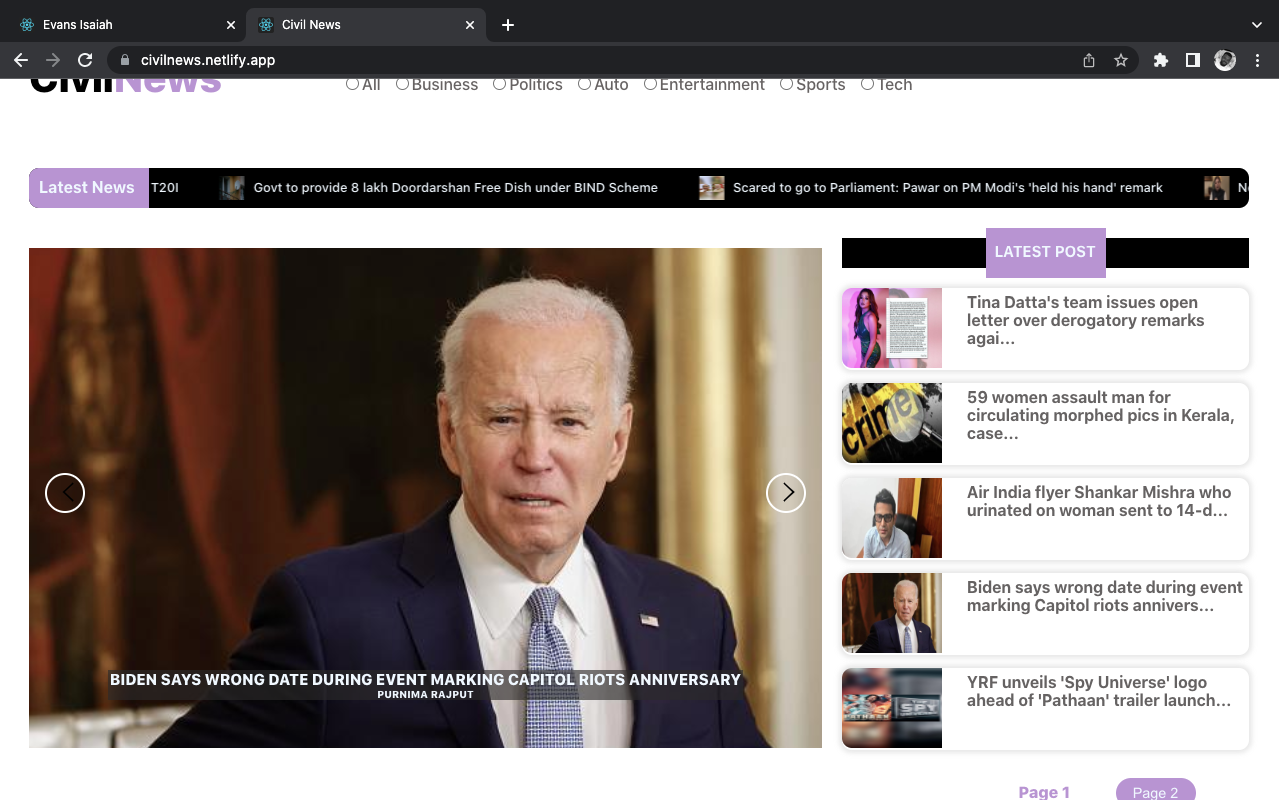 Evans Isaiah
Civil News
civilnews.netlify.app
CivilNews
All Business Politics Auto Entertainment Sports Tech
Latest News T20I Govt to provide 8 lakh Doordarshan Free Dish under BIND Scheme Scared to go to Parliament: Pawar on PM Modi's 'held his hand' remark
LATEST POST
Tina Datta's team issues open
letter over derogatory remarks
agai...
59 women assault man for
circulating morphed pics in Kerala,
case...
Air India flyer Shankar Mishra who
urinated on woman sent to 14-d...
Biden says wrong date during event
marking Capitol riots annivers...
YRF unveils 'Spy Universe' logo
ahead of 'Pathaan' trailer launch...
BIDEN SAYS WRONG DATE DURING EVENT MARKING CAPITOL RIOTS ANNIVERSARY
PURNIMA RAJPUT
crime
PATHAAN
SPY
Page 1 Page 2